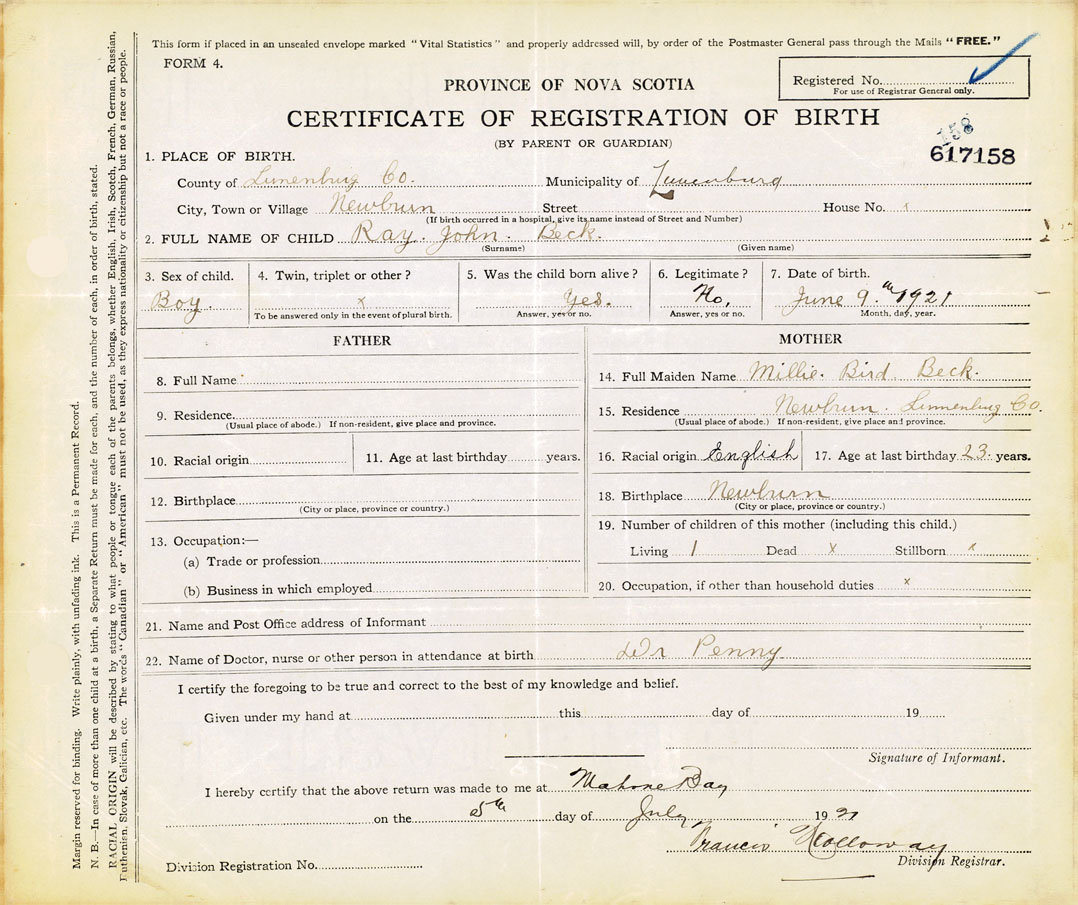 This form if placed in an unsealed envelope marked "Vital Statistics" and properly addressed will, by order of the Postmaster General pass through the Mails "FREE."
FORM 4.
Registered No.
For use of Registrar General only.
PROVINCE OF NOVA SCOTIA
CERTIFICATE OF REGISTRATION OF BIRTH
(BY PARENT OR GUARDIAN)
158
617158
1. PLACE OF BIRTH.
County of Lunenburg Co. Municipality of Lunenburg
City, Town or Village Newburn Street House No. x
(If birth occurred in a hospital, give its name instead of Street and Number)
2. FULL NAME OF CHILD Ray. John. Beck.
(Surname) (Given name)
3. Sex of child. 4. Twin, triplet or other? 5. Was the child born alive? 6. Legitimate? 7. Date of birth.
Boy. x Yes. No, June 9th 1921
To be answered only in the event of plural birth. Answer, yes or no. Answer, yes or no. Month, day, year.
FATHER
8. Full Name
9. Residence
(Usual place of abode.) If non-resident, give place and province.
10. Racial origin 11. Age at last birthday years.
12. Birthplace
(City or place, province or country.)
13. Occupation:—
(a) Trade or profession
(b) Business in which employed
MOTHER
14. Full Maiden Name Millie. Bird. Beck.
15. Residence Newburn. Lunenburg Co.
(Usual place of abode.) If non-resident, give place and province.
16. Racial origin English 17. Age at last birthday 23. years.
18. Birthplace Newburn
(City or place, province or country.)
19. Number of children of this mother (including this child.)
Living 1 Dead x Stillborn x
20. Occupation, if other than household duties x
21. Name and Post Office address of Informant
22. Name of Doctor, nurse or other person in attendance at birth Dr Penny
I certify the foregoing to be true and correct to the best of my knowledge and belief.
Given under my hand at this day of 19
Signature of Informant.
I hereby certify that the above return was made to me at Mahone Bay
on the 5th day of July 1921
Francis Holloway
Division Registrar.
Division Registration No.
Margin reserved for binding. Write plainly, with unfading ink. This is a Permanent Record.
N. B.—In case of more than one child at a birth, a Separate Return must be made for each, and the number of each, in order of birth, stated.
RACIAL ORIGIN will be described by stating to what people or tongue each of the parents belongs, whether English, Irish, Scotch, French, German, Russian,
Ruthenian, Slovak, Galician, etc. The words "Canadian" or "American" must not be used, as they express nationality or citizenship but not a race or people.